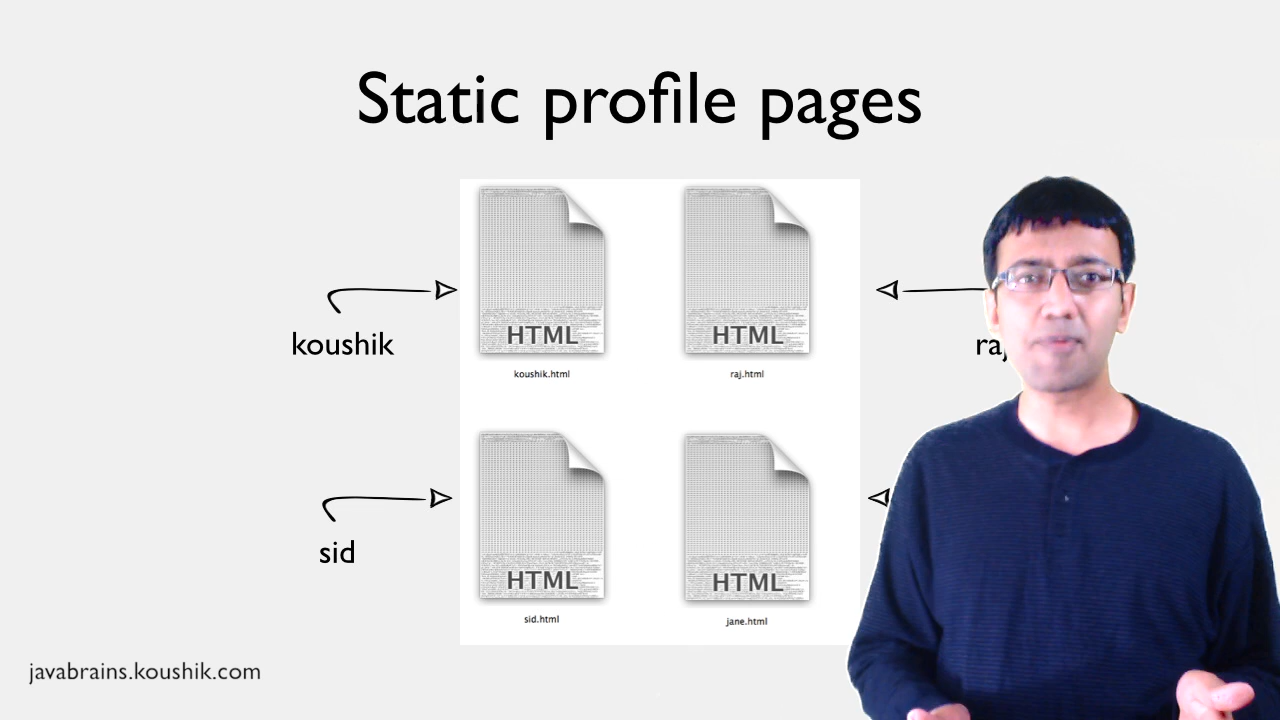 Static profile pages
HTML
HTML
koushik
koushik.html
raj.html
HTML
HTML
sid
sid.html
jane.html
javabrains.koushik.com